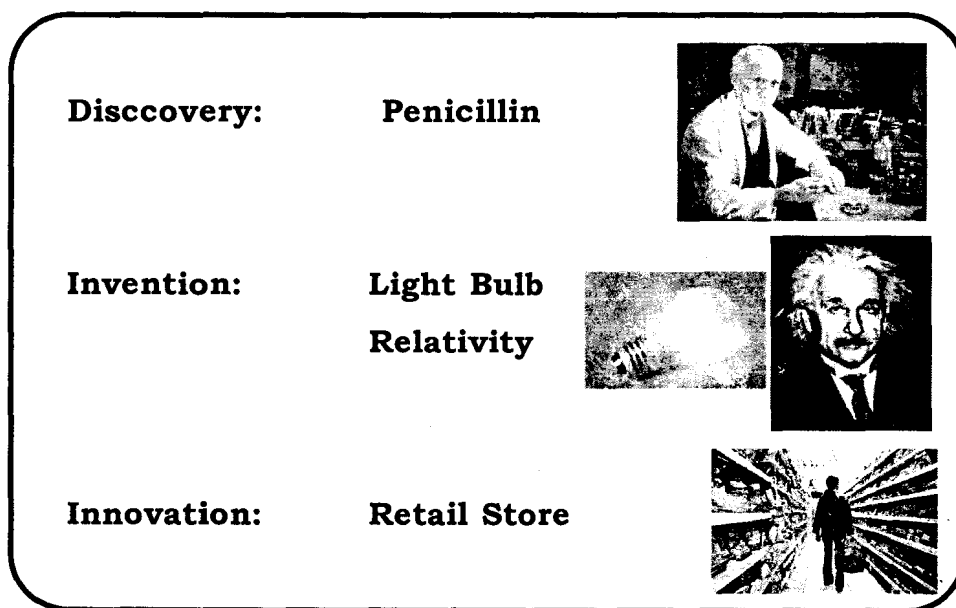 Disccovery: Penicillin
Invention: Light Bulb
Relativity
Innovation: Retail Store